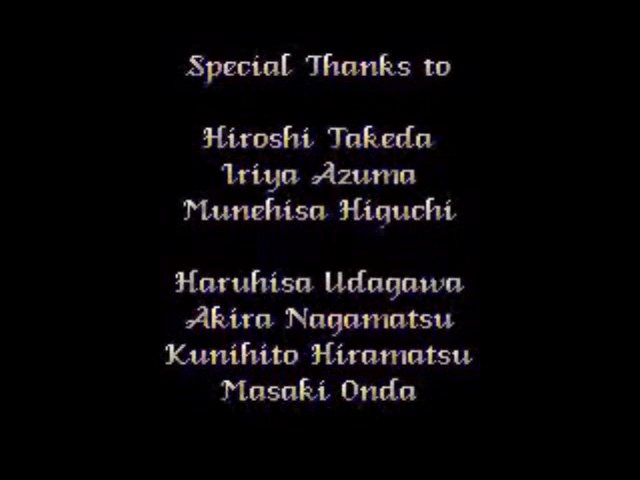 Special Thanks to
Hiroshi Takeda
Iriya Azuma
Munehisa Higuchi
Haruhisa Udagawa
Akira Nagamatsu
Kunihito Hiramatsu
Masaki Onda